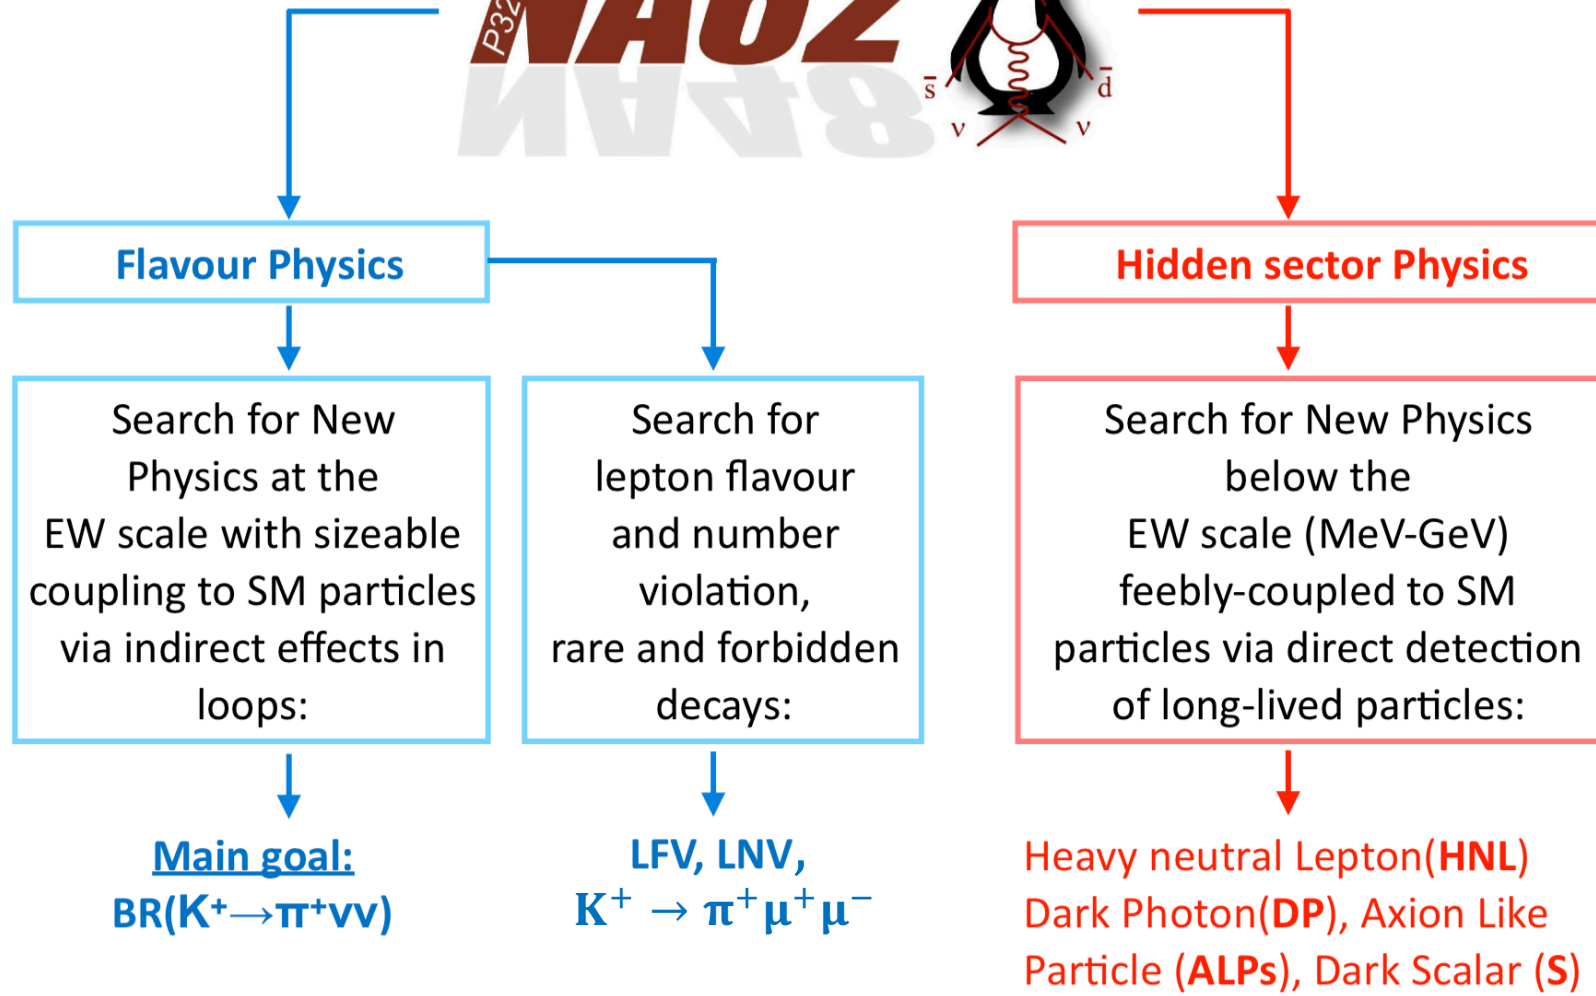 P32
NA62
NA48
s̅
d̅
ν
ν
Flavour Physics
Hidden sector Physics
Search for New
Physics at the
EW scale with sizeable
coupling to SM particles
via indirect effects in
loops:
Search for
lepton flavour
and number
violation,
rare and forbidden
decays:
Search for New Physics
below the
EW scale (MeV-GeV)
feebly-coupled to SM
particles via direct detection
of long-lived particles:
Main goal:
BR(K⁺→π⁺νν)
LFV, LNV,
K⁺ → π⁺μ⁺μ⁻
Heavy neutral Lepton(HNL)
Dark Photon(DP), Axion Like
Particle (ALPs), Dark Scalar (S)